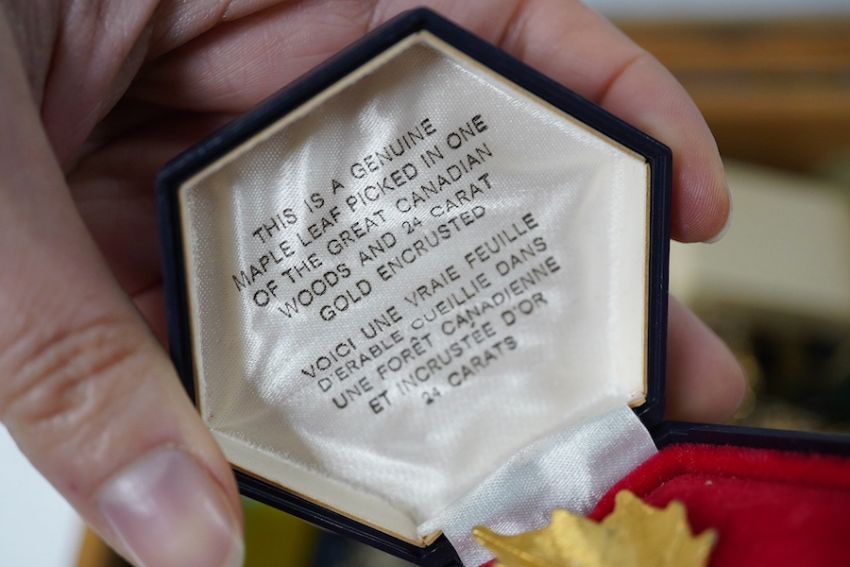 THIS IS A GENUINE
MAPLE LEAF PICKED IN ONE
OF THE GREAT CANADIAN
WOODS AND 24 CARAT
GOLD ENCRUSTED
VOICI UNE VRAIE FEUILLE
D'ERABLE CUEILLIE DANS
UNE FORÊT CANADIENNE
ET INCRUSTÉE D'OR
24 CARATS